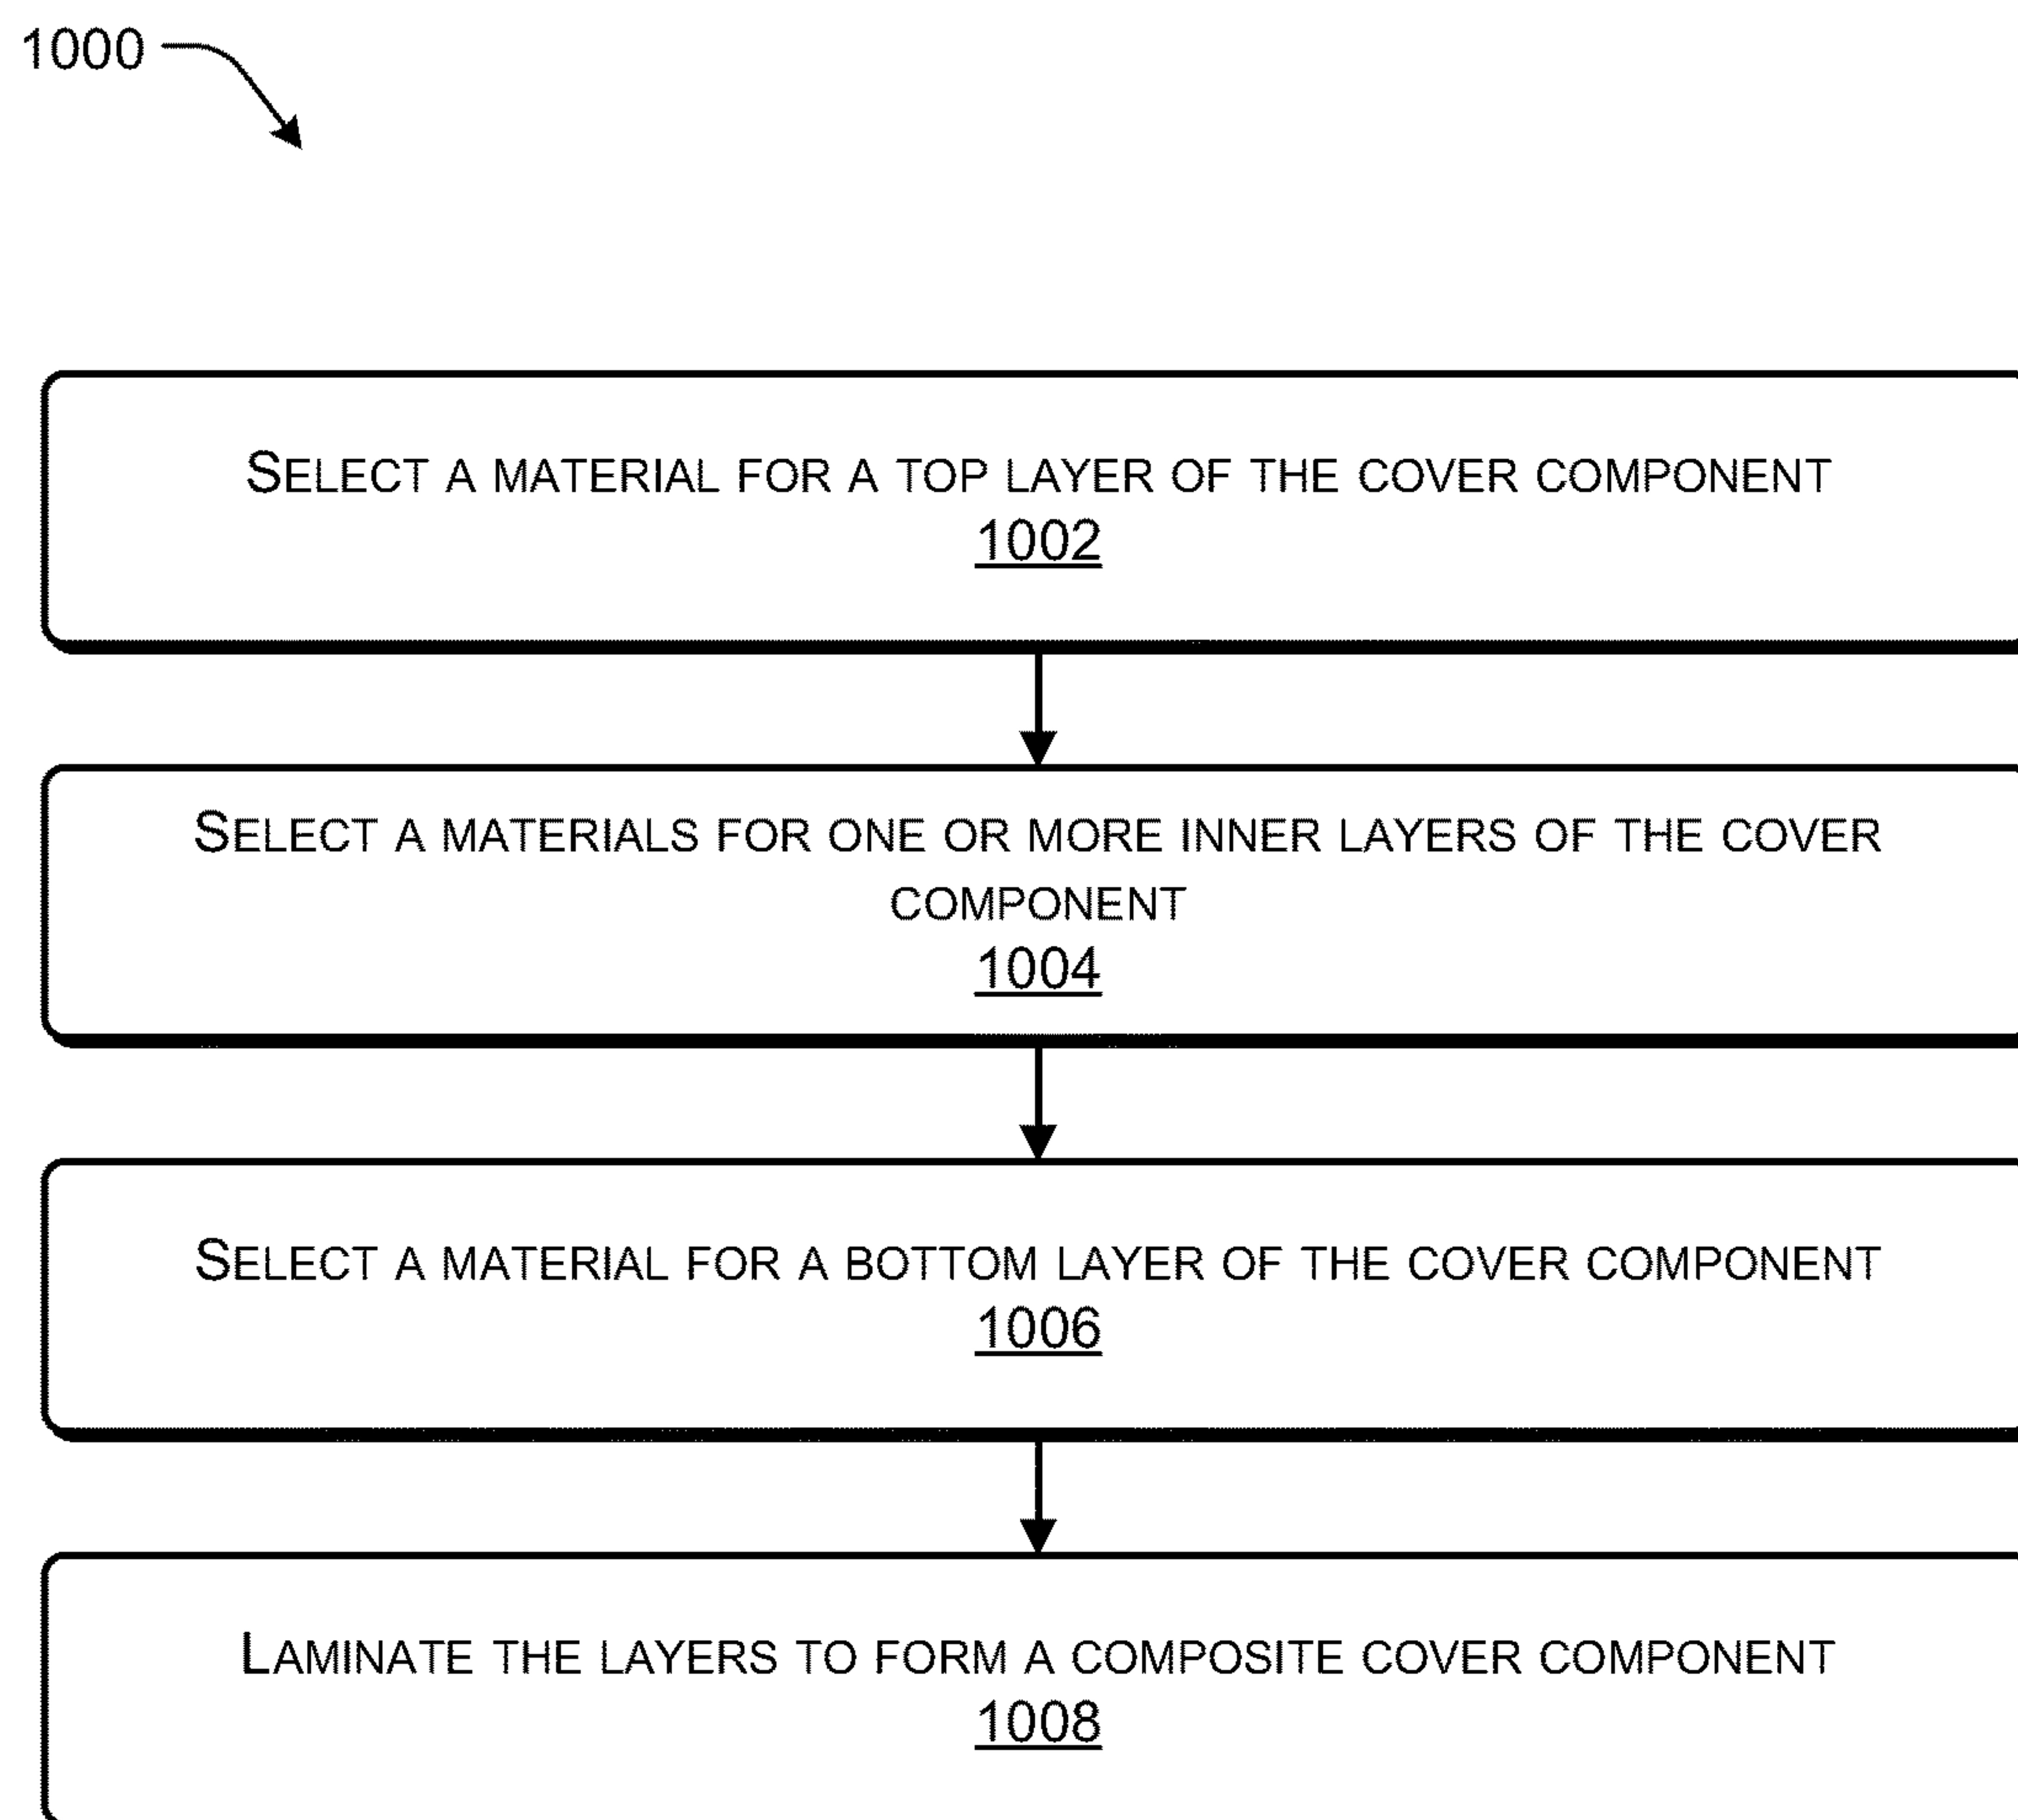 1000
SELECT A MATERIAL FOR A TOP LAYER OF THE COVER COMPONENT
1002
SELECT A MATERIALS FOR ONE OR MORE INNER LAYERS OF THE COVER
COMPONENT
1004
SELECT A MATERIAL FOR A BOTTOM LAYER OF THE COVER COMPONENT
1006
LAMINATE THE LAYERS TO FORM A COMPOSITE COVER COMPONENT
1008